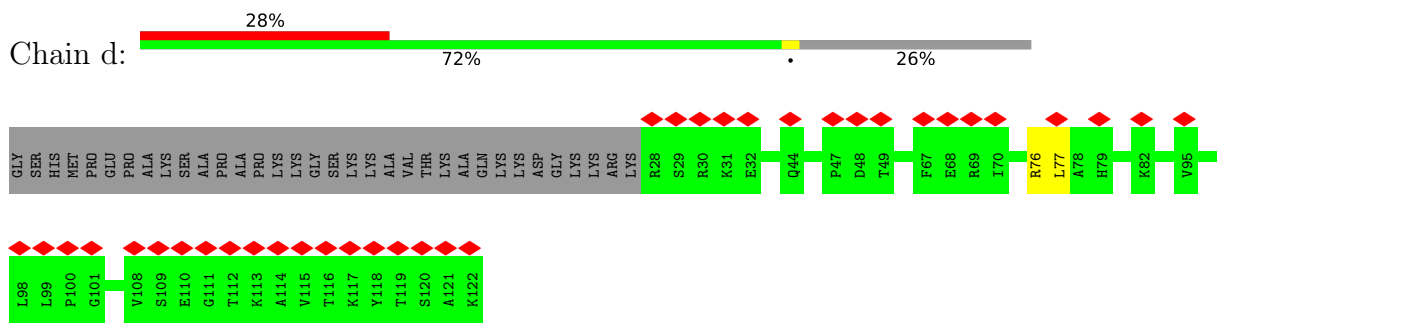 28%
Chain d:
72% • 26%
GLY SER HIS MET PRO GLU PRO ALA LYS SER ALA PRO ALA PRO LYS LYS GLY SER LYS LYS ALA VAL THR LYS ALA GLN LYS LYS ASP GLY LYS LYS ARG LYS R28 S29 R30 K31 E32 Q44 P47 D48 T49 F67 E68 R69 I70 R76 L77 A78 H79 K82 V95
L98 L99 P100 G101 V108 S109 E110 G111 T112 K113 A114 V115 T116 K117 Y118 T119 S120 A121 K122